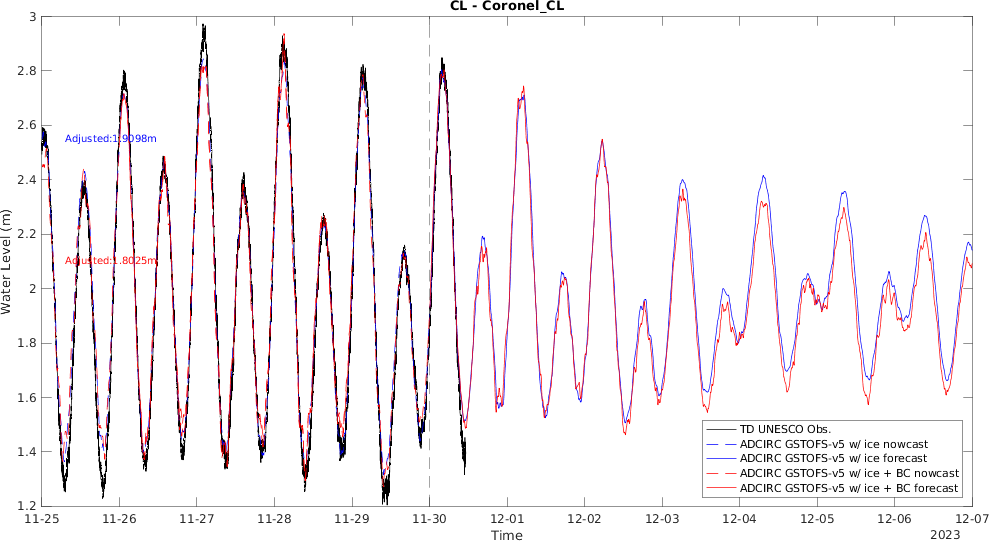 CL - Coronel_CL
3
2.8
2.6
2.4
2.2
2
1.8
1.6
1.4
1.2
Water Level (m)
Adjusted:1.9098m
Adjusted:1.8025m
TD UNESCO Obs.
ADCIRC GSTOFS-v5 w/ ice nowcast
ADCIRC GSTOFS-v5 w/ ice forecast
ADCIRC GSTOFS-v5 w/ ice + BC nowcast
ADCIRC GSTOFS-v5 w/ ice + BC forecast
11-25 11-26 11-27 11-28 11-29 11-30 12-01 12-02 12-03 12-04 12-05 12-06 12-07
Time
2023